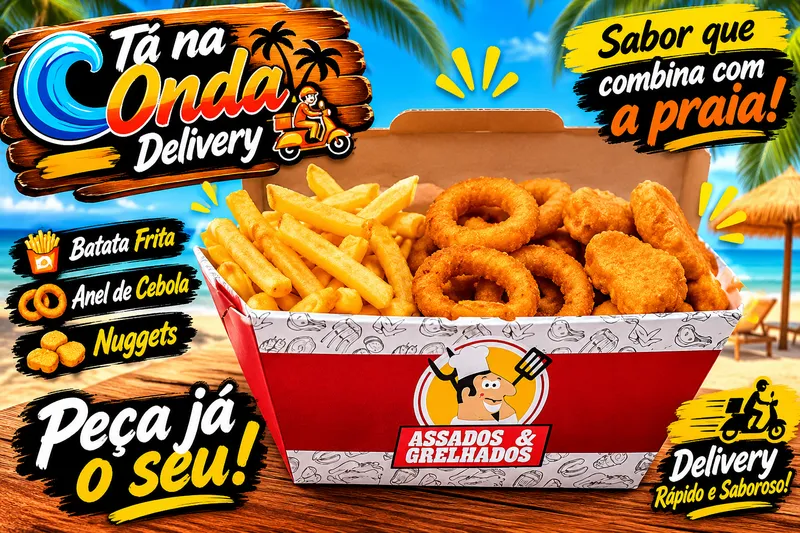 Tá na
Onda
Delivery
Sabor que
combina com
a praia!
Batata Frita
Anel de Cebola
Nuggets
Peça já
o seu!
ASSADOS &
GRELHADOS
Delivery
Rápido e Saboroso!